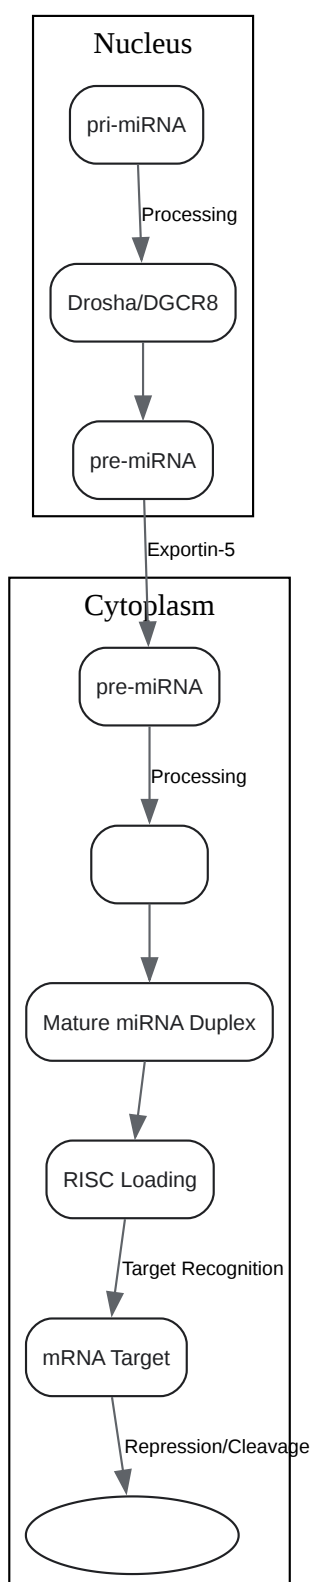 Nucleus
pri-miRNA
Processing
Drosha/DGCR8
pre-miRNA
Exportin-5
Cytoplasm
pre-miRNA
Processing
Mature miRNA Duplex
RISC Loading
Target Recognition
mRNA Target
Repression/Cleavage